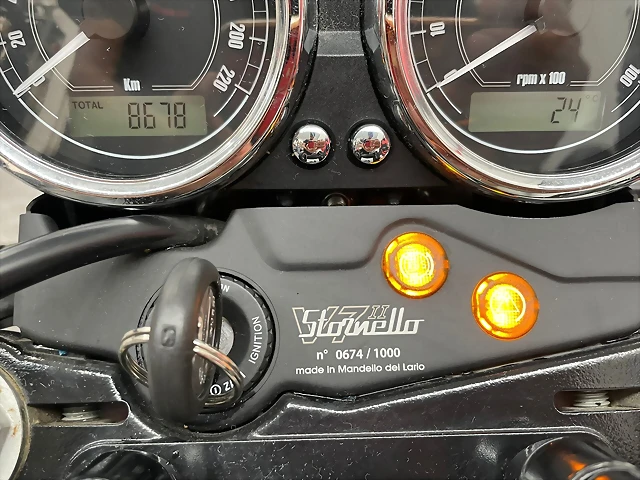 20
200
220
Km
TOTAL 8678
10
100
rpm x 100
24 °C
V7 II
Stornello
n° 0674 / 1000
made in Mandello del Lario
IGNITION